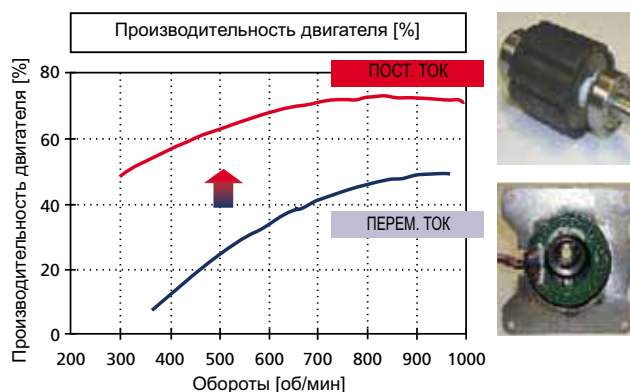 Производительность двигателя [%]
Производительность двигателя [%]
80
60
40
20
0
ПОСТ. ТОК
ПЕРЕМ. ТОК
200 300 400 500 600 700 800 900 1000
Обороты [об/мин]